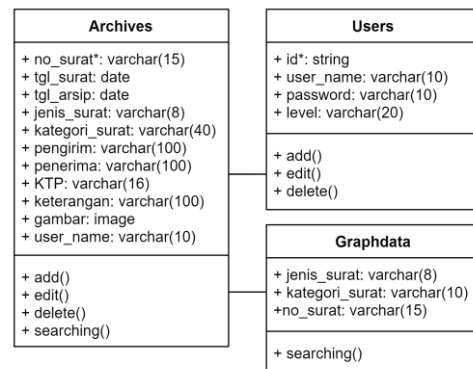 Archives
+ no_surat*: varchar(15)
+ tgl_surat: date
+ tgl_arsip: date
+ jenis_surat: varchar(8)
+ kategori_surat: varchar(40)
+ pengirim: varchar(100)
+ penerima: varchar(100)
+ KTP: varchar(16)
+ keterangan: varchar(100)
+ gambar: image
+ user_name: varchar(10)
+ add()
+ edit()
+ delete()
+ searching()
Users
+ id*: string
+ user_name: varchar(10)
+ password: varchar(10)
+ level: varchar(20)
+ add()
+ edit()
+ delete()
Graphdata
+ jenis_surat: varchar(8)
+ kategori_surat: varchar(10)
+no_surat: varchar(15)
+ searching()